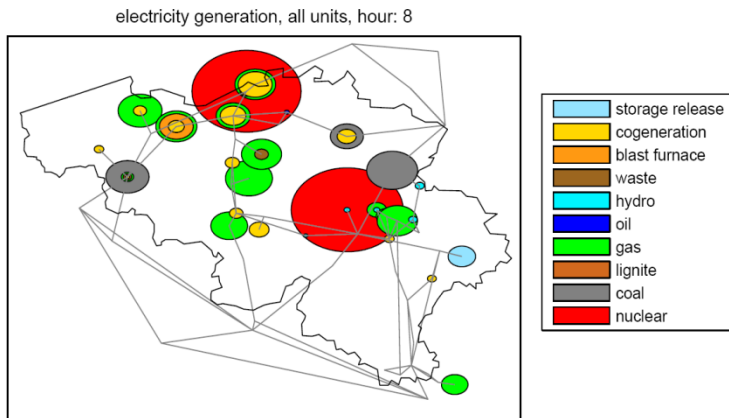 electricity generation, all units, hour: 8
storage release
cogeneration
blast furnace
waste
hydro
oil
gas
lignite
coal
nuclear